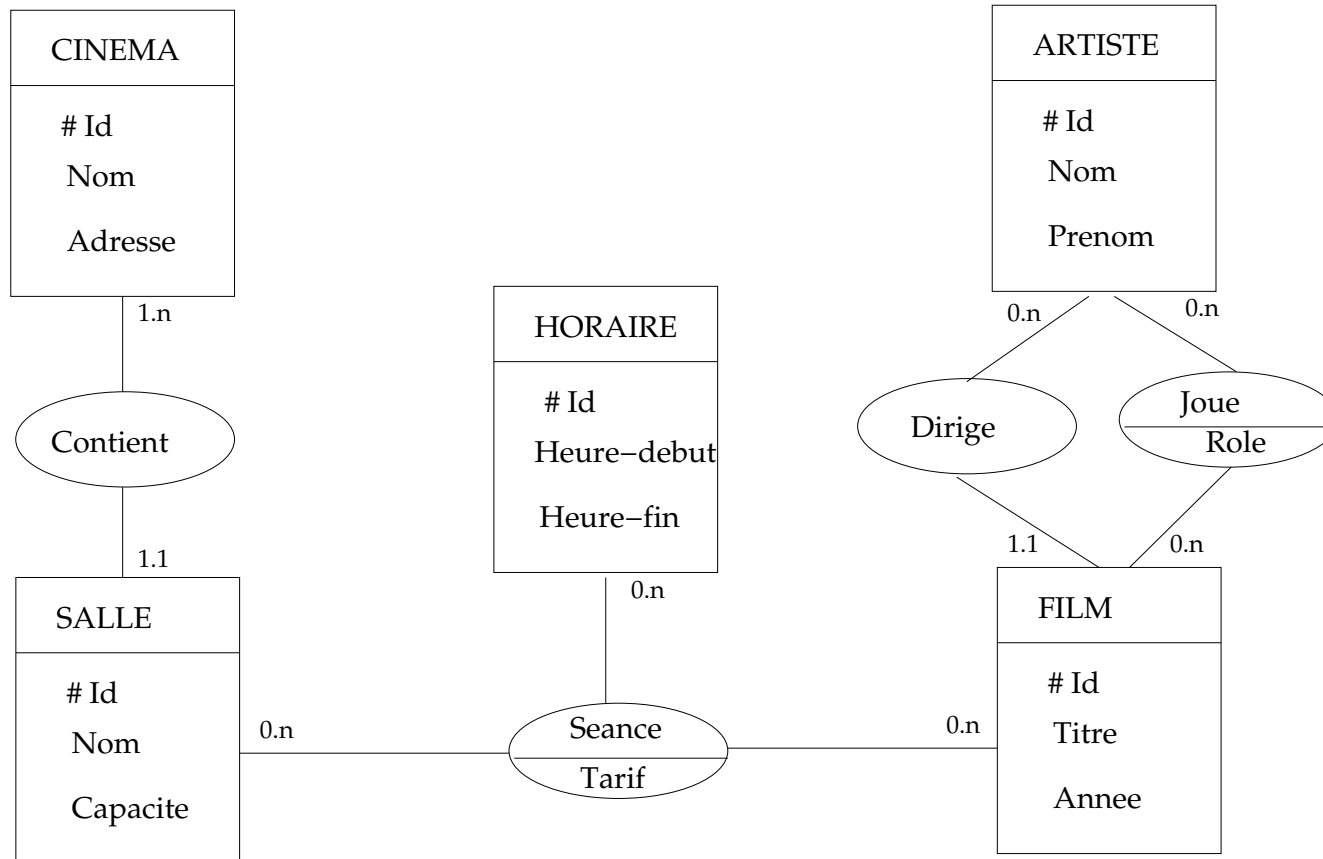 CINEMA
# Id
Nom
Adresse
1.n
Contient
1.1
SALLE
# Id
Nom
Capacite
0.n
HORAIRE
# Id
Heure−debut
Heure−fin
0.n
Seance
Tarif
0.n
ARTISTE
# Id
Nom
Prenom
0.n
0.n
Dirige
Joue
Role
1.1
0.n
FILM
# Id
Titre
Annee